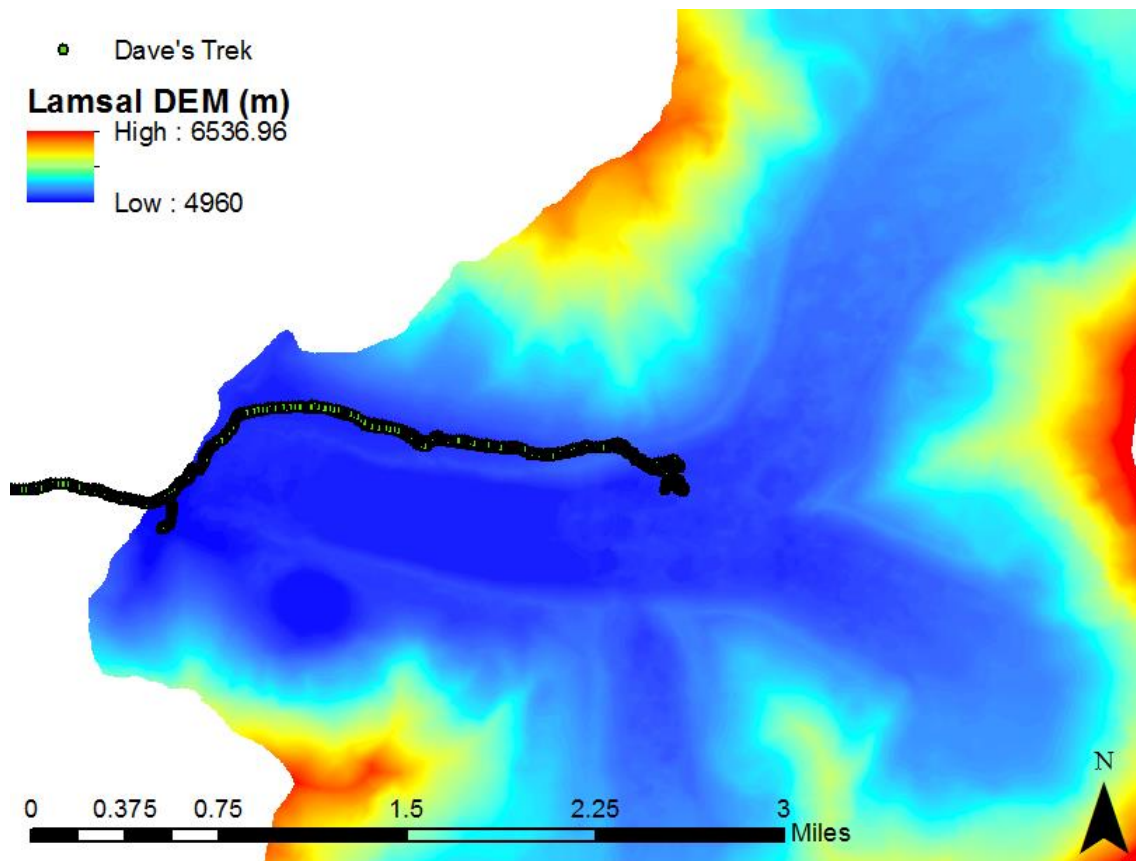 Dave's Trek
Lamsal DEM (m)
High : 6536.96
Low : 4960
N
0 0.375 0.75 1.5 2.25 3
Miles